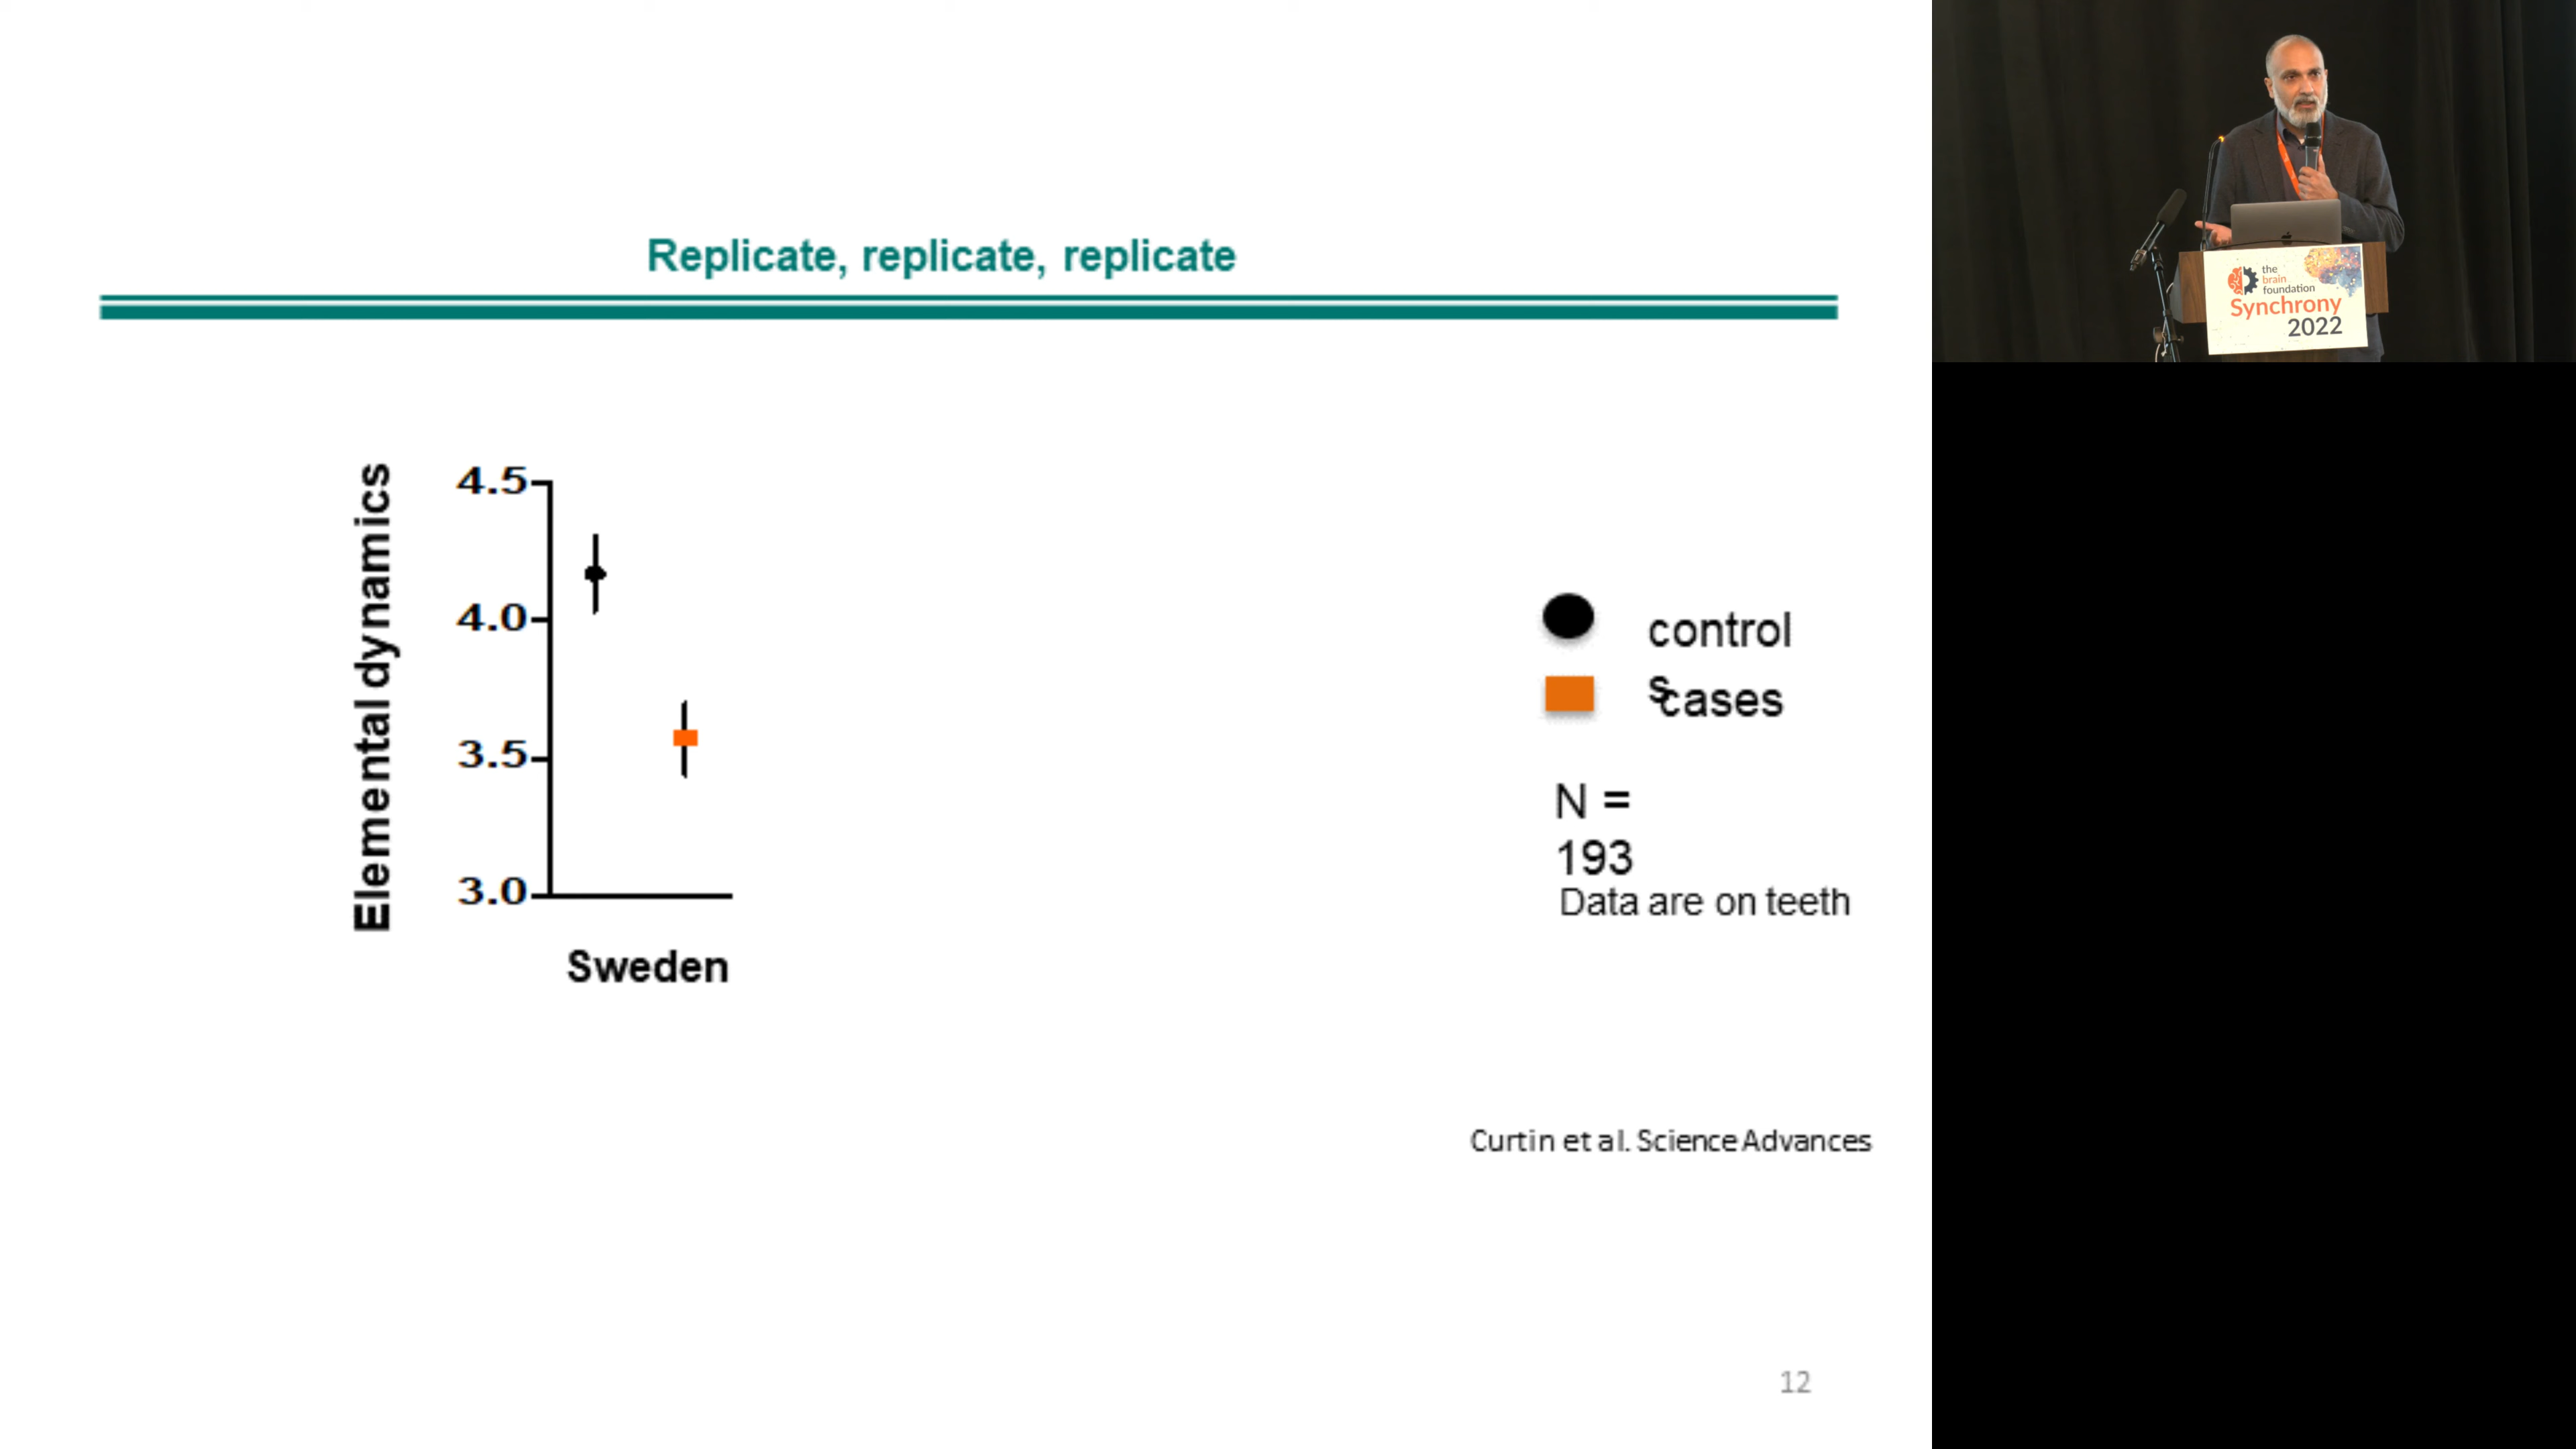 Replicate, replicate, replicate
Elemental dynamics
4.5
4.0
3.5
3.0
Sweden
control
s
cases
N =
193
Data are on teeth
Curtin et al. Science Advances
12
the
brain
foundation
Synchrony
2022